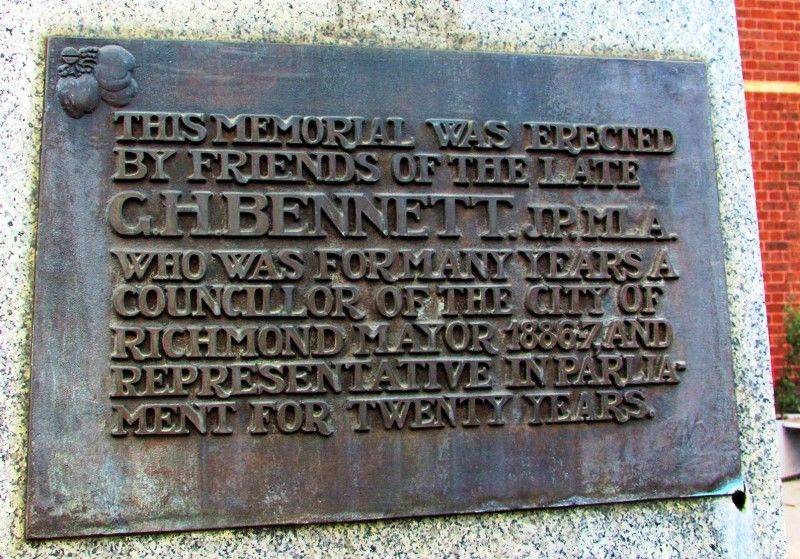 THIS MEMORIAL WAS ERECTED
BY FRIENDS OF THE LATE
G.H.BENNETT. J.P. M.L.A.
WHO WAS FOR MANY YEARS A
COUNCILLOR OF THE CITY OF
RICHMOND MAYOR 1886-7. AND
REPRESENTATIVE IN PARLIA-
MENT FOR TWENTY YEARS.